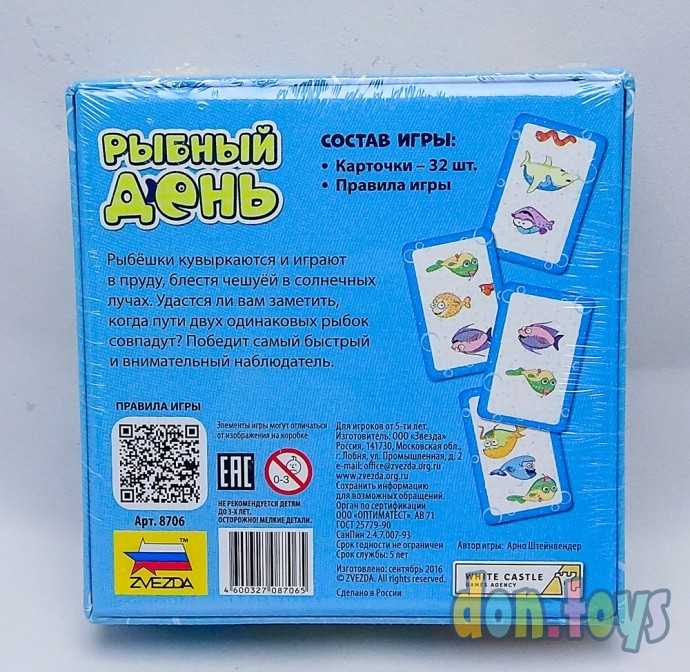 РЫБНЫЙ
ДЕНЬ
СОСТАВ ИГРЫ:
• Карточки – 32 шт.
• Правила игры
Рыбёшки кувыркаются и играют
в пруду, блестя чешуёй в солнечных
лучах. Удастся ли вам заметить,
когда пути двух одинаковых рыбок
совпадут? Победит самый быстрый
и внимательный наблюдатель.
ПРАВИЛА ИГРЫ
Арт. 8706
ZVEZDA
™
Элементы игры могут отличаться
от изображения на коробке
EAC
0-3
НЕ РЕКОМЕНДУЕТСЯ ДЕТЯМ
ДО 3-Х ЛЕТ.
ОСТОРОЖНО! МЕЛКИЕ ДЕТАЛИ.
4 600327 087065
Для игроков от 5-ти лет.
Изготовитель: ООО «Звезда»
Россия, 141730, Московская обл.,
г. Лобня, ул. Промышленная, д. 2
e-mail: office@zvezda.org.ru
www.zvezda.org.ru
Сохранить информацию
для возможных обращений.
Орган по сертификации
ООО «ОПТИМАТЕСТ», АВ 71
ГОСТ 25779-90
СанПин 2.4.7.007-93
Срок годности не ограничен
Срок службы: 5 лет
Изготовлено: сентябрь 2016
© ZVEZDA. All rights reserved.
Сделано в России
Автор игры: Арно Штейнвендер
WHITE CASTLE
GAMES AGENCY
don.toys